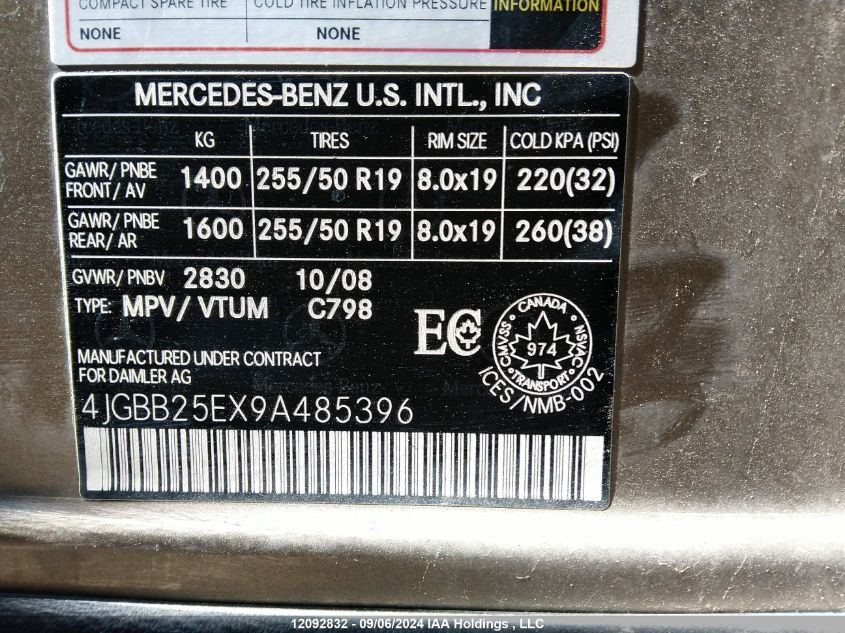 COMPACT SPARE TIRE COLD TIRE INFLATION PRESSURE INFORMATION
NONE NONE
MERCEDES-BENZ U.S. INTL., INC
KG TIRES RIM SIZE COLD KPA (PSI)
GAWR/ PNBE
FRONT/ AV 1400 255/50 R19 8.0x19 220(32)
GAWR/ PNBE
REAR/ AR 1600 255/50 R19 8.0x19 260(38)
GVWR/ PNBV 2830 10/08
TYPE: MPV/ VTUM C798
EC
CANADA
CMVSS NSVAC
974
TRANSPORT
ICES/NMB-002
MANUFACTURED UNDER CONTRACT
FOR DAIMLER AG
4JGBB25EX9A485396
12092832 - 09/06/2024 IAA Holdings , LLC